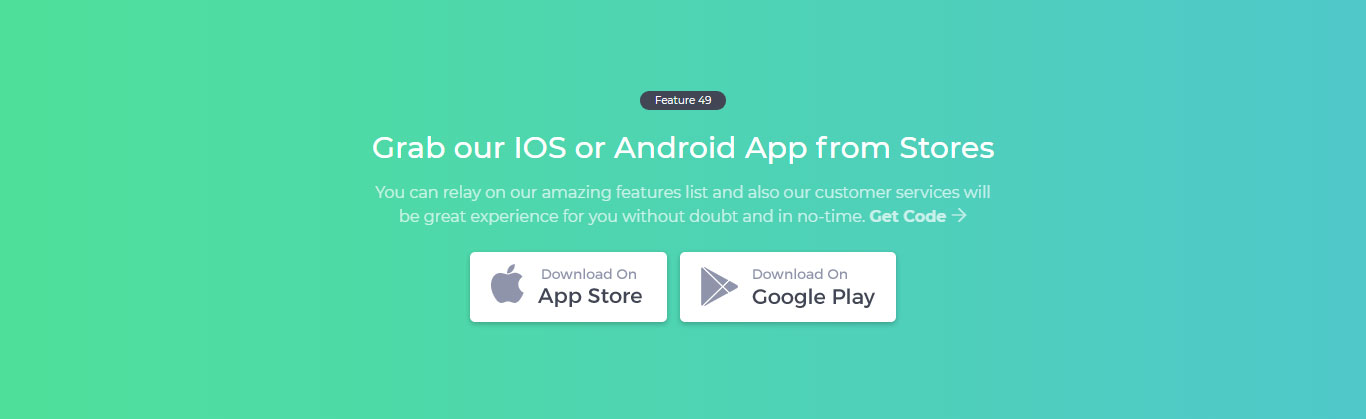 Feature 49
Grab our IOS or Android App from Stores
You can relay on our amazing features list and also our customer services will
be great experience for you without doubt and in no-time. Get Code →
Download On
App Store
Download On
Google Play